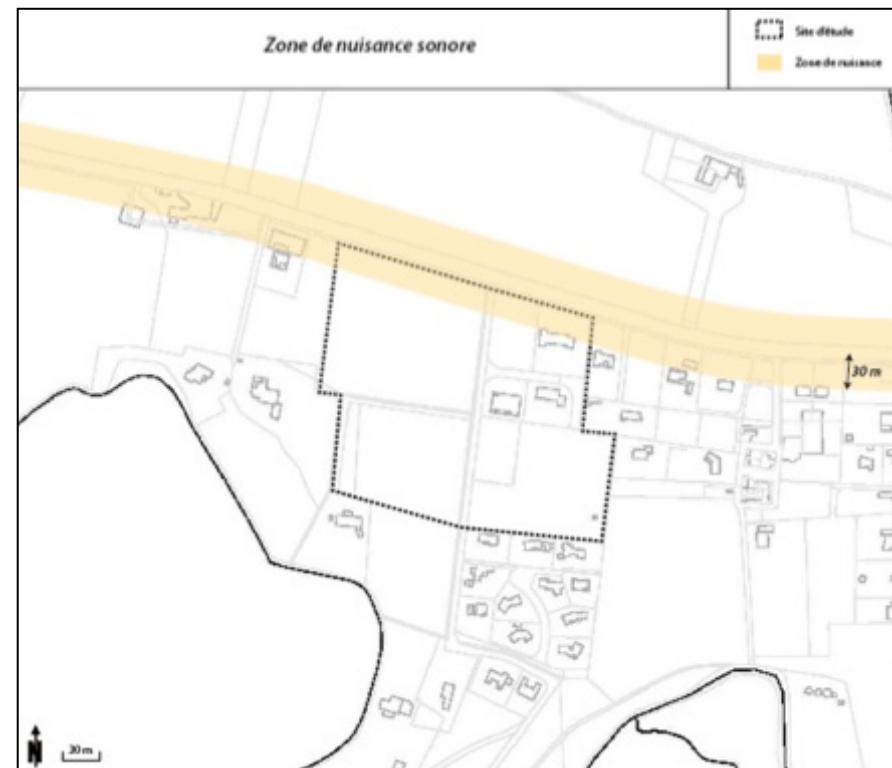 Zone de nuisance sonore
Site d'étude
Zone de nuisance
30 m
N
30 m